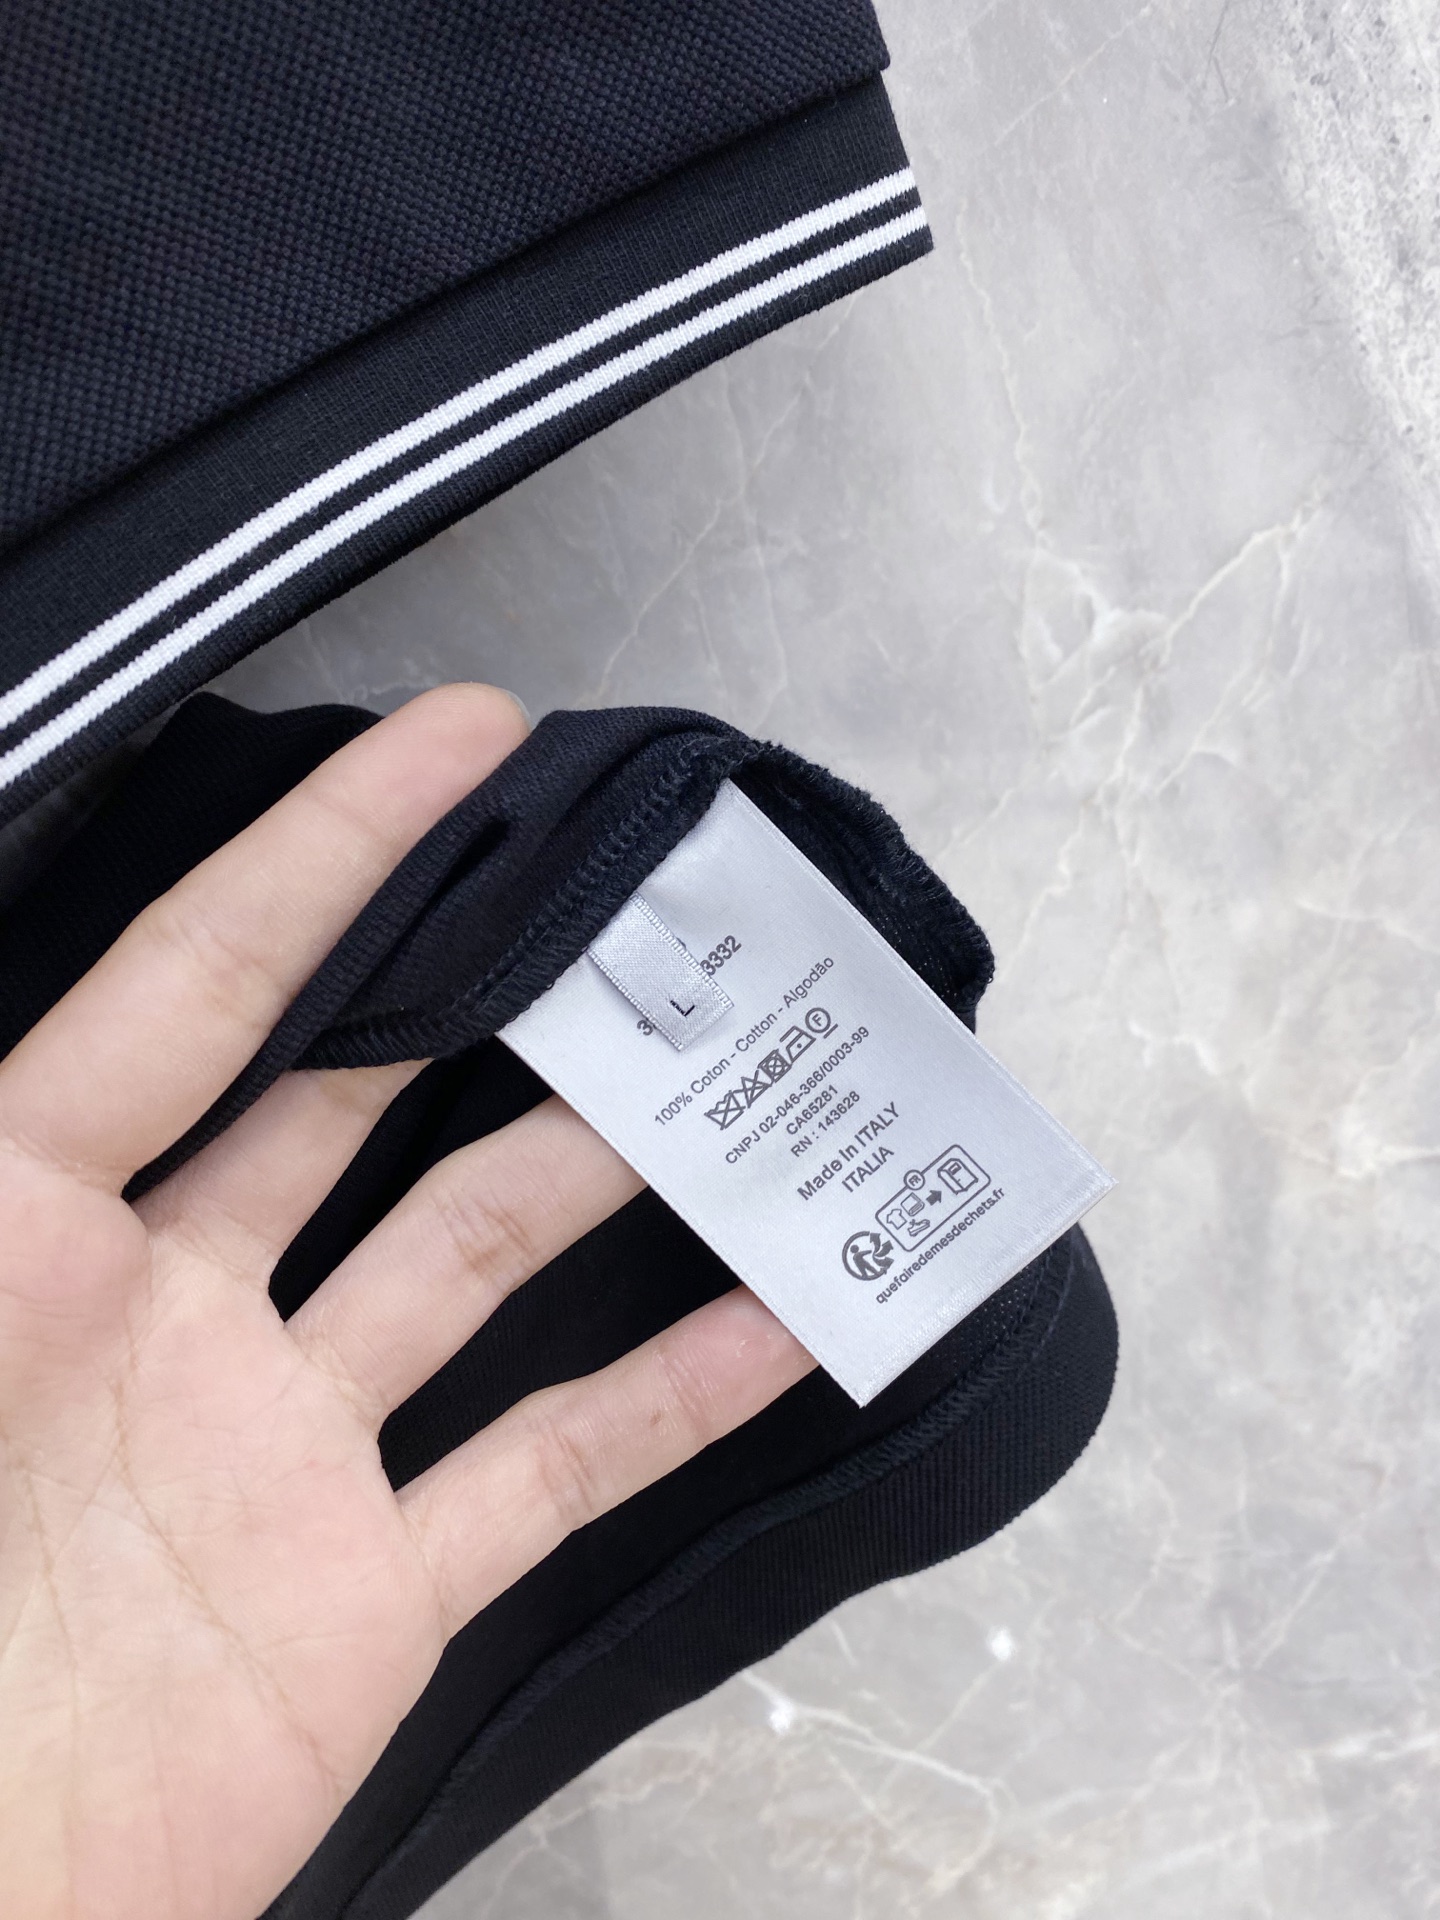 L
3332
100% Coton - Cotton - Algodão
CNPJ 02-046-366/0003-99
CA65281
RN : 143628
Made In ITALY
ITALIA
FR
quefairedemesdechets.fr